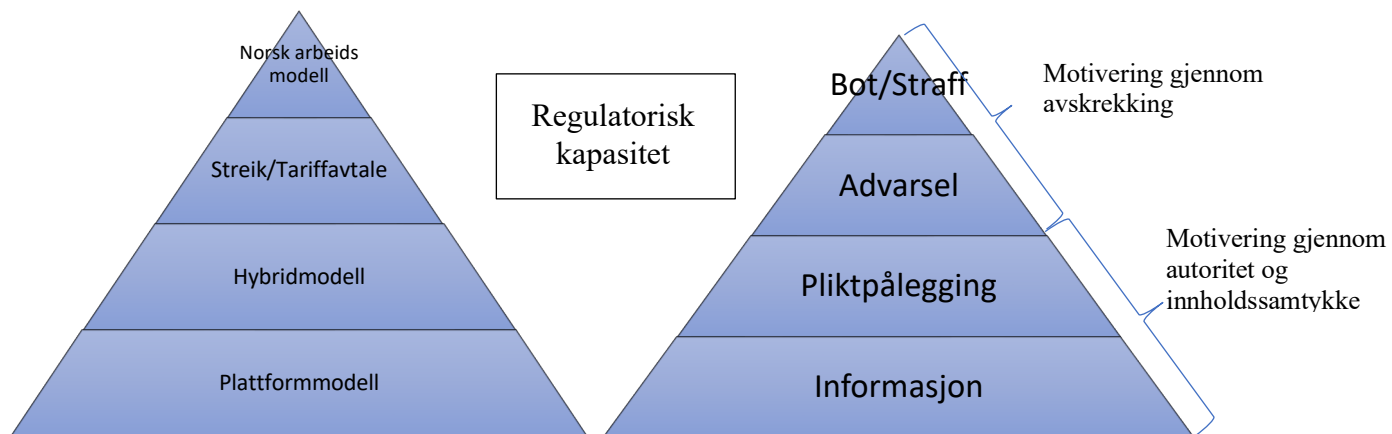 Norsk arbeids
modell
Streik/Tariffavtale
Hybridmodell
Plattformmodell
Regulatorisk
kapasitet
Bot/Straff
Advarsel
Pliktpålegging
Informasjon
Motivering gjennom
avskrekking
Motivering gjennom
autoritet og
innholdssamtykke